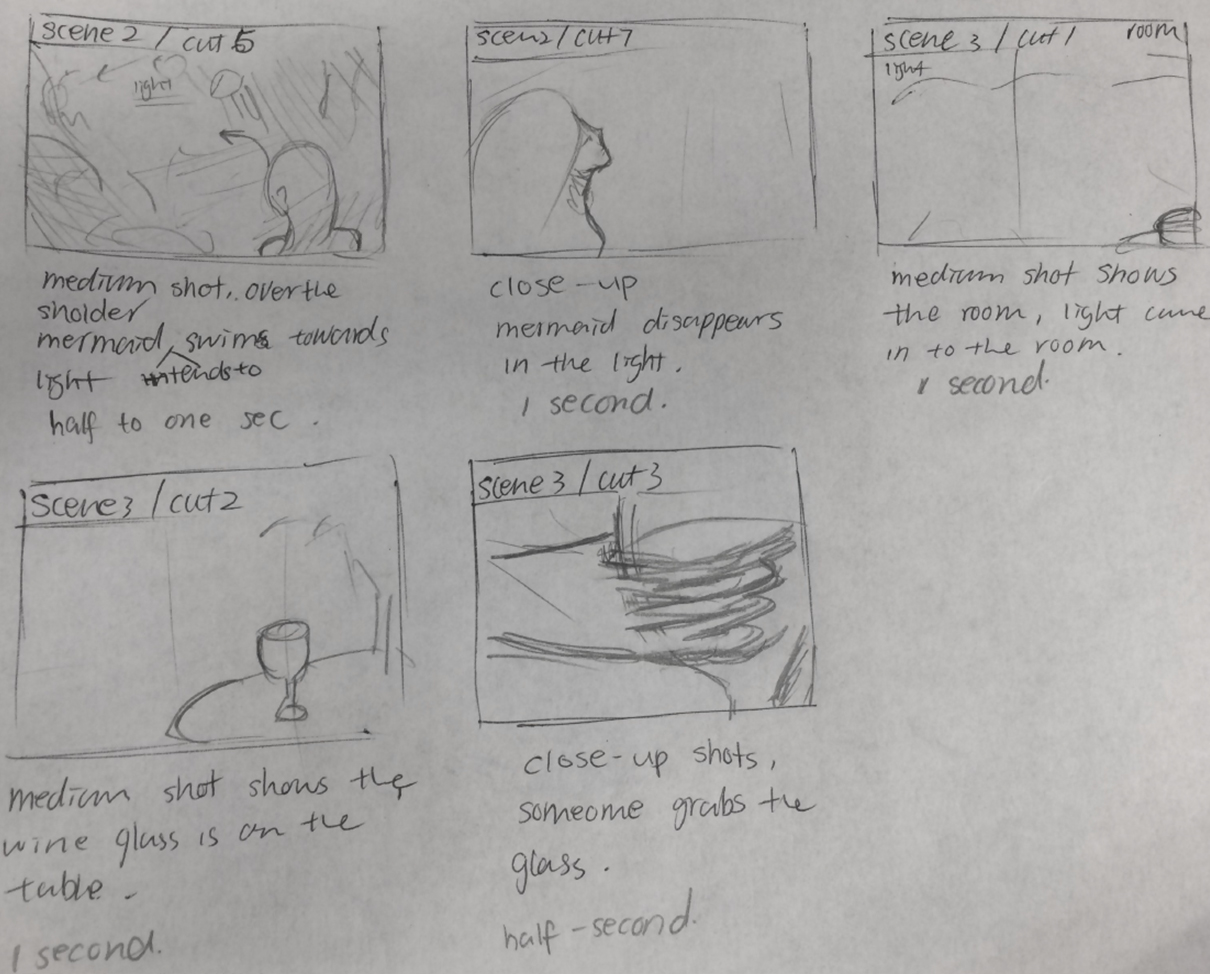 scene 2 / cut 5
light
medium shot, over the
sholder
mermaid, swims towards
light intends to
half to one sec.
scen2 / cut 7
close-up
mermaid disappears
in the light.
1 second.
scene 3 / cut 1 room
light
medium shot shows
the room, light came
in to the room.
1 second.
scene 3 / cut 2
medium shot shows the
wine glass is on the
table.
1 second.
scene 3 / cut 3
close-up shots,
someome grabs the
glass.
half-second.